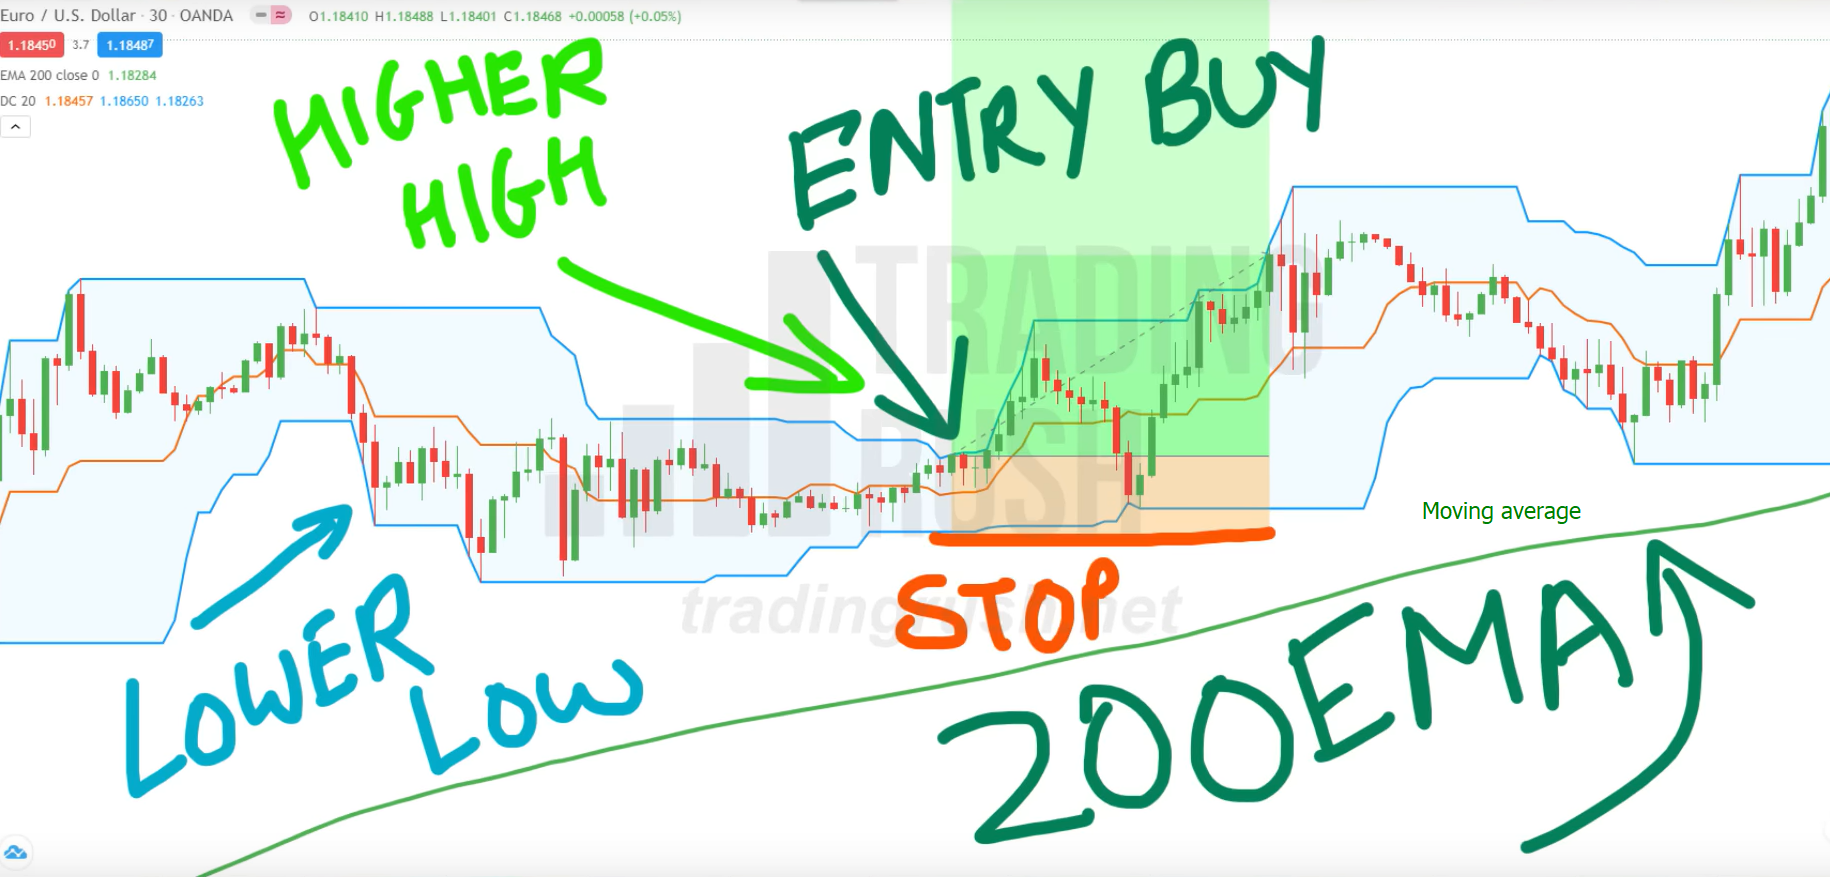 Euro / U.S. Dollar · 30 · OANDA
O1.18410 H1.18488 L1.18401 C1.18468 +0.00058 (+0.05%)
1.18450 3.7 1.18487
EMA 200 close 0 1.18284
DC 20 1.18457 1.18650 1.18263
HIGHER
HIGH
ENTRY BUY
TRADING
RUSH
Moving average
STOP
tradingrush.net
LOWER
LOW
200EMA